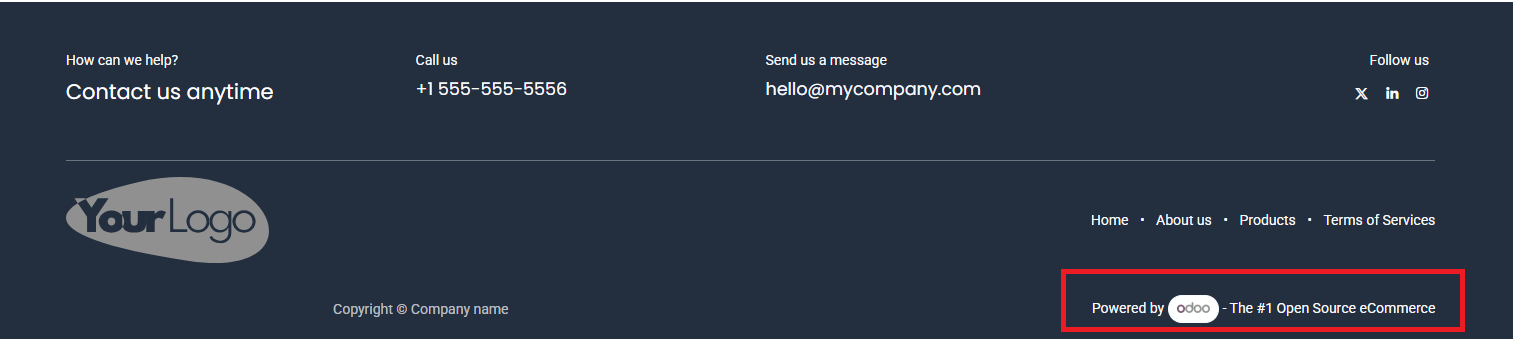 How can we help?
Contact us anytime
Call us
+1 555-555-5556
Send us a message
hello@mycompany.com
Follow us
YourLogo
Home • About us • Products • Terms of Services
Copyright © Company name
Powered by odoo - The #1 Open Source eCommerce